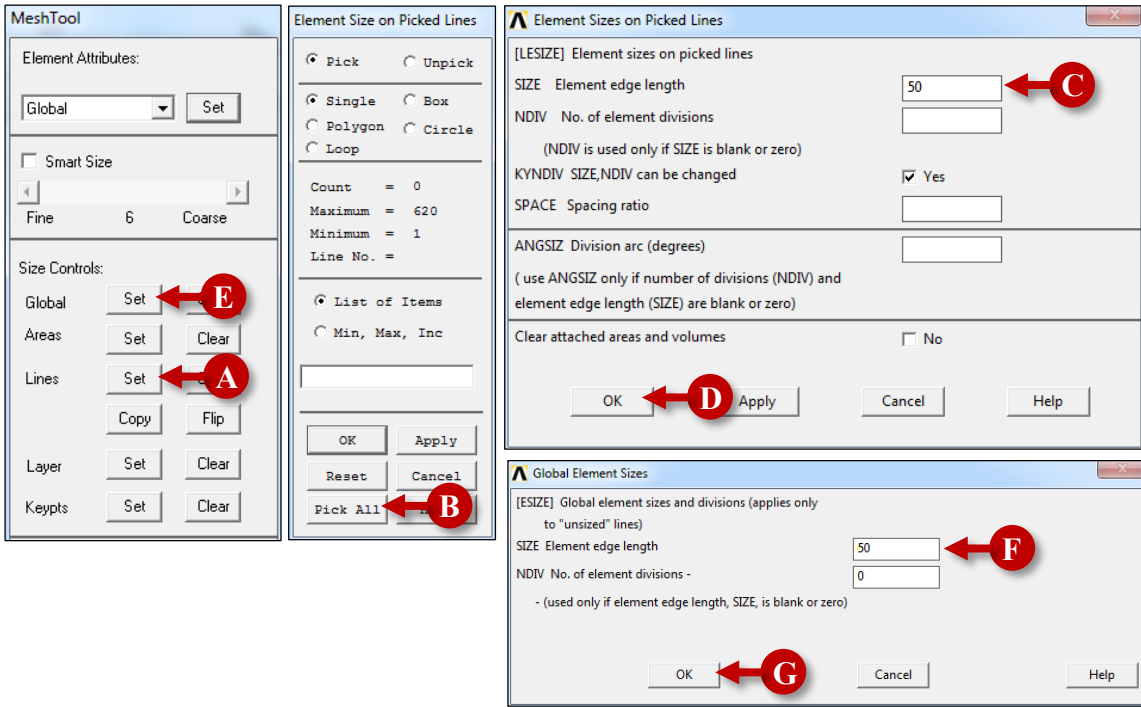 MeshTool
Element Attributes:
Global
Set
Smart Size
Fine 6 Coarse
Size Controls:
Global Set E
Areas Set Clear
Lines Set A
Copy Flip
Layer Set Clear
Keypts Set Clear
Element Size on Picked Lines
Pick Unpick
Single Box
Polygon Circle
Loop
Count = 0
Maximum = 620
Minimum = 1
Line No. =
List of Items
Min, Max, Inc
OK Apply
Reset Cancel
Pick All B
Element Sizes on Picked Lines
[LESIZE] Element sizes on picked lines
SIZE Element edge length 50 C
NDIV No. of element divisions
(NDIV is used only if SIZE is blank or zero)
KYNDIV SIZE,NDIV can be changed Yes
SPACE Spacing ratio
ANGSIZ Division arc (degrees)
( use ANGSIZ only if number of divisions (NDIV) and
element edge length (SIZE) are blank or zero)
Clear attached areas and volumes No
OK D Apply Cancel Help
Global Element Sizes
[ESIZE] Global element sizes and divisions (applies only
to "unsized" lines)
SIZE Element edge length 50 F
NDIV No. of element divisions - 0
- (used only if element edge length, SIZE, is blank or zero)
OK G Cancel Help